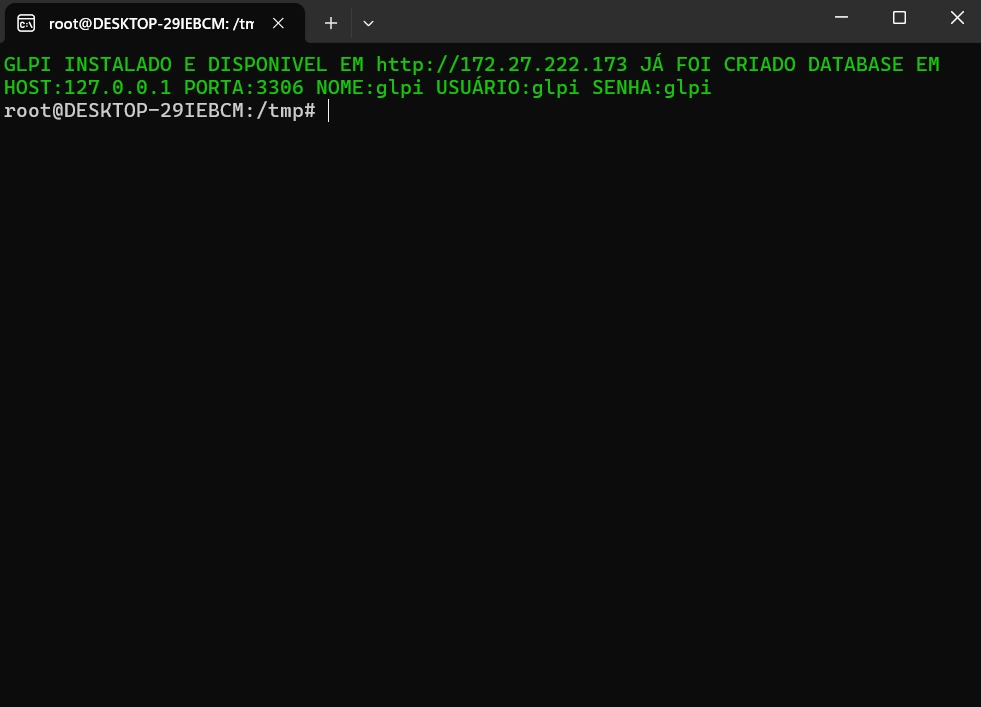 root@DESKTOP-29IEBCM: /tm
GLPI INSTALADO E DISPONIVEL EM http://172.27.222.173 JÁ FOI CRIADO DATABASE EM
HOST:127.0.0.1 PORTA:3306 NOME:glpi USUÁRIO:glpi SENHA:glpi
root@DESKTOP-29IEBCM:/tmp#